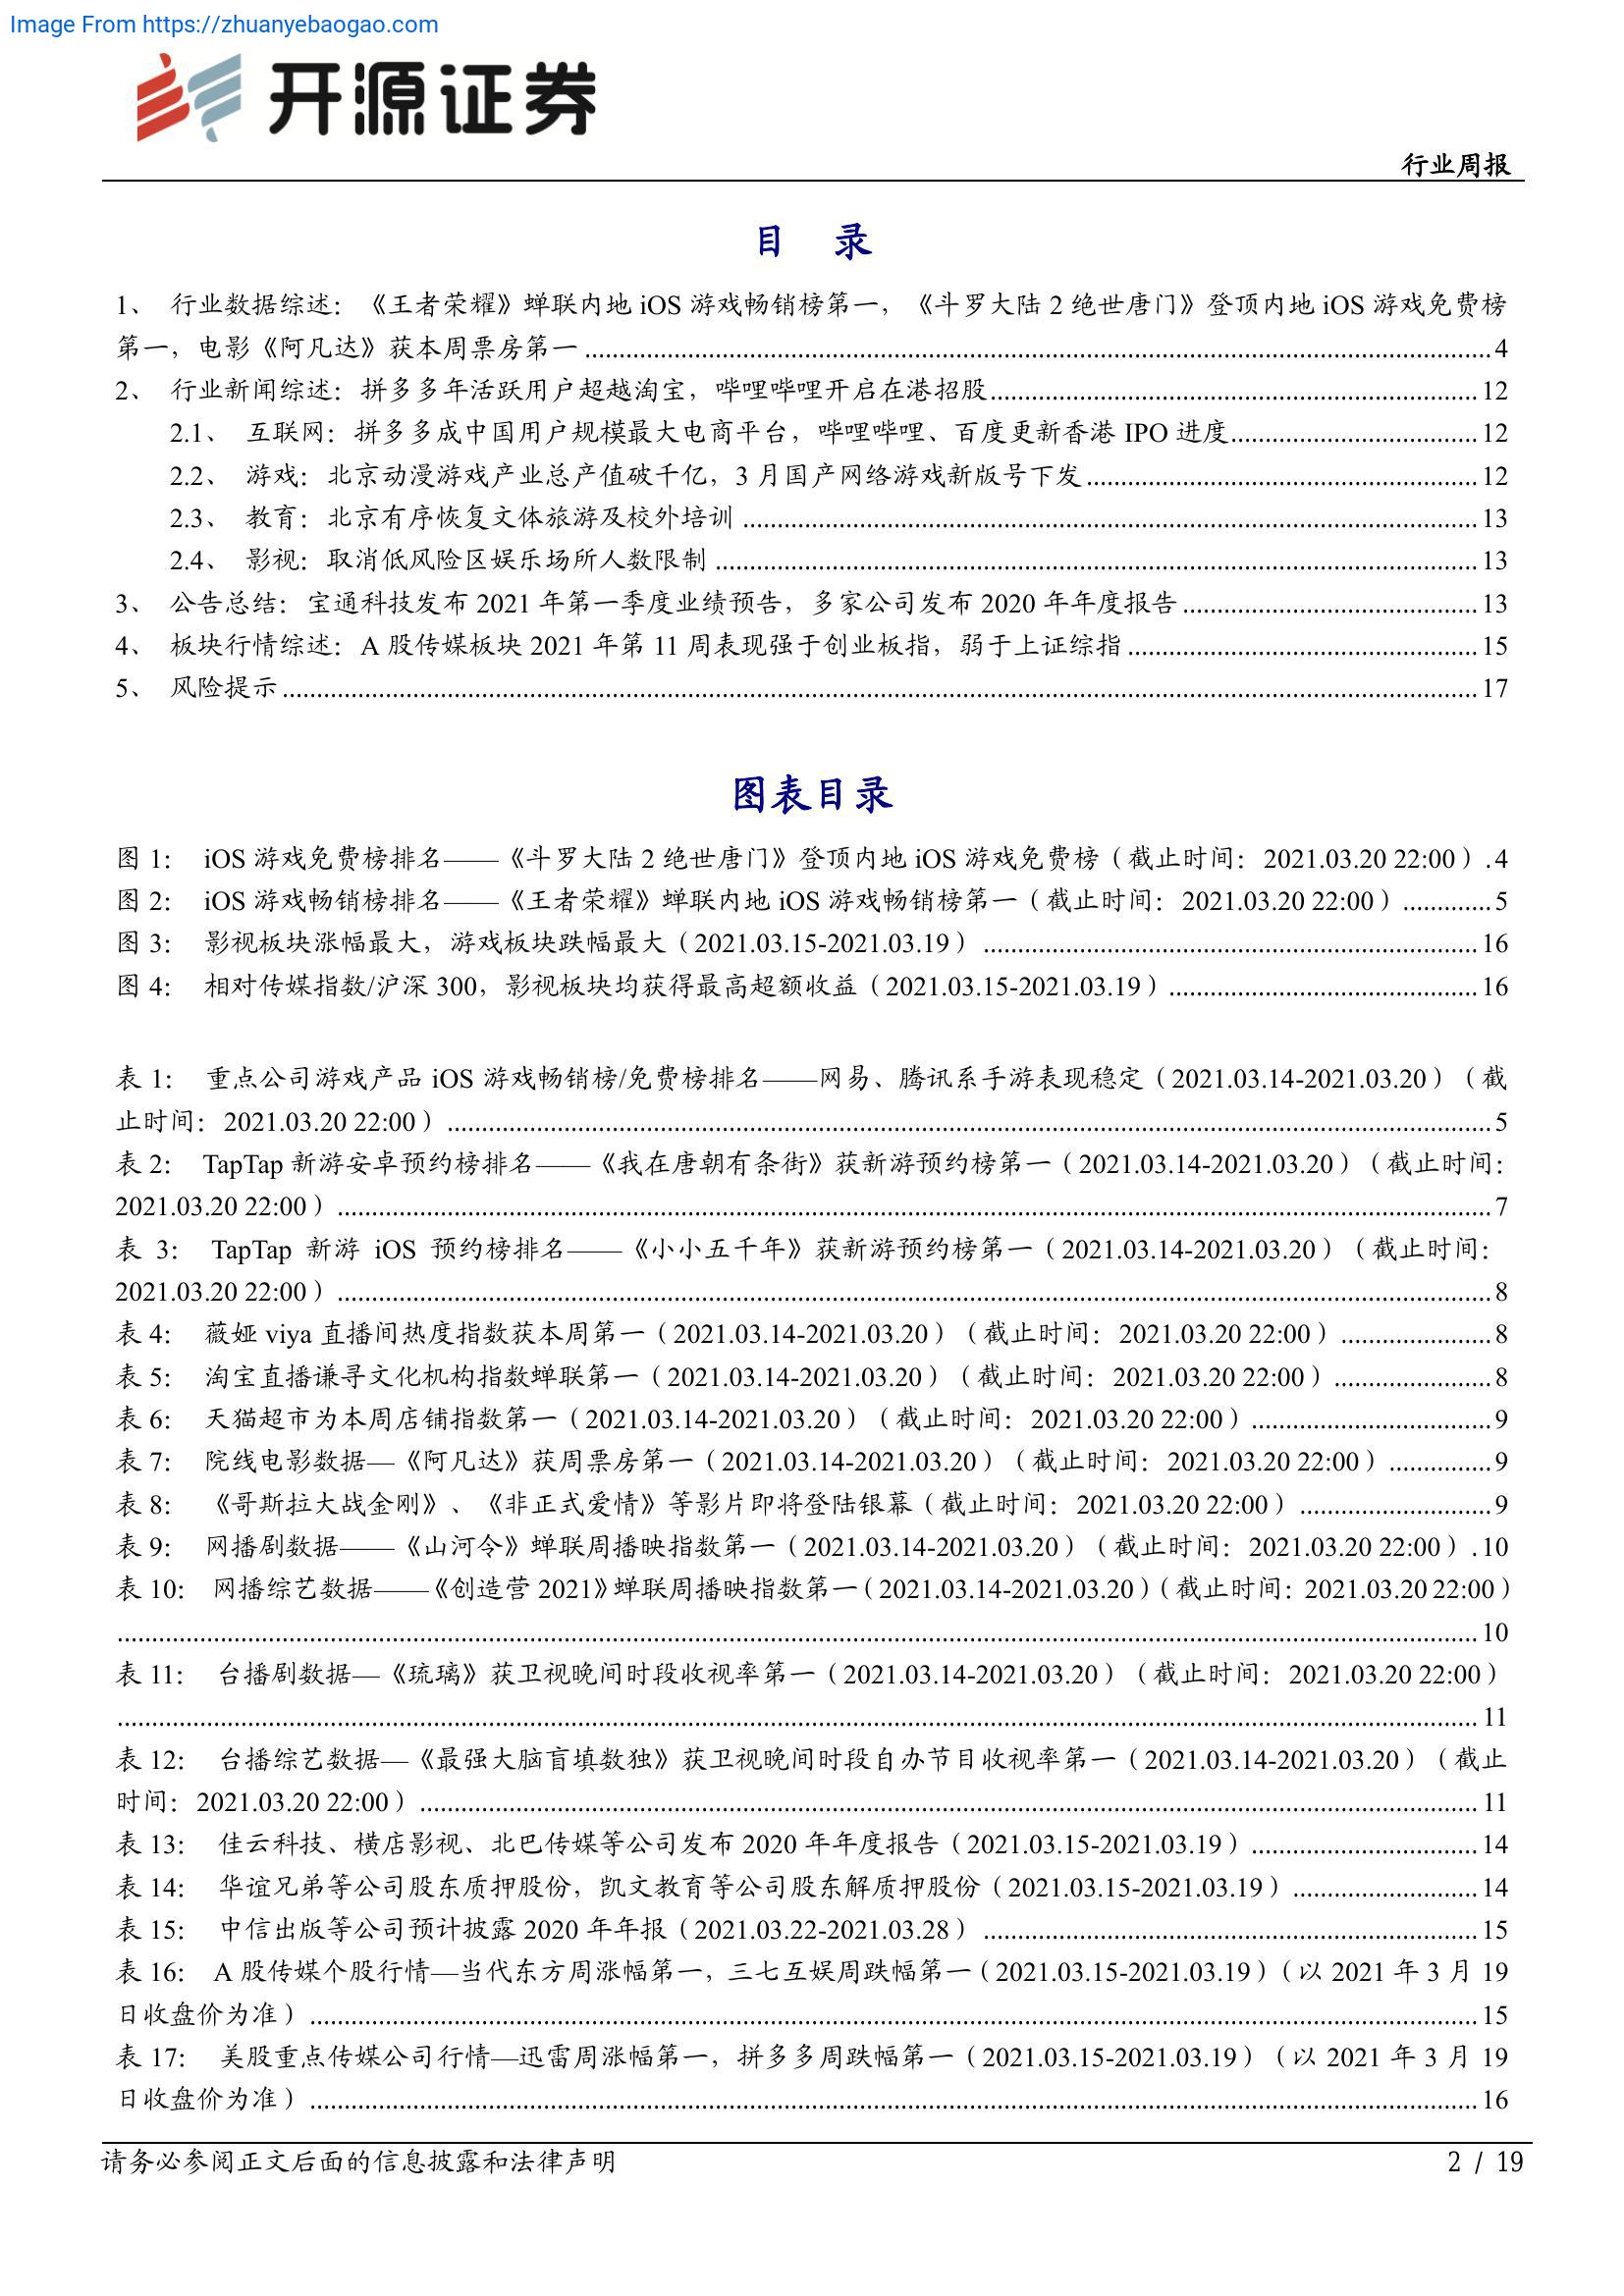 Image From https://zhuanyebaogao.com
开源证券
行业周报
目 录
1、 行业数据综述：《王者荣耀》蝉联内地 iOS 游戏畅销榜第一，《斗罗大陆 2 绝世唐门》登顶内地 iOS 游戏免费榜
第一，电影《阿凡达》获本周票房第一 ........ 4
2、 行业新闻综述：拼多多年活跃用户超越淘宝，哔哩哔哩开启在港招股 ........ 12
2.1、 互联网：拼多多成中国用户规模最大电商平台，哔哩哔哩、百度更新香港 IPO 进度 ........ 12
2.2、 游戏：北京动漫游戏产业总产值破千亿，3 月国产网络游戏新版号下发 ........ 12
2.3、 教育：北京有序恢复文体旅游及校外培训 ........ 13
2.4、 影视：取消低风险区娱乐场所人数限制 ........ 13
3、 公告总结：宝通科技发布 2021 年第一季度业绩预告，多家公司发布 2020 年年度报告 ........ 13
4、 板块行情综述：A 股传媒板块 2021 年第 11 周表现强于创业板指，弱于上证综指 ........ 15
5、 风险提示 ........ 17
图表目录
图 1： iOS 游戏免费榜排名——《斗罗大陆 2 绝世唐门》登顶内地 iOS 游戏免费榜（截止时间：2021.03.20 22:00）. 4
图 2： iOS 游戏畅销榜排名——《王者荣耀》蝉联内地 iOS 游戏畅销榜第一（截止时间：2021.03.20 22:00） ........ 5
图 3： 影视板块涨幅最大，游戏板块跌幅最大（2021.03.15-2021.03.19） ........ 16
图 4： 相对传媒指数/沪深 300，影视板块均获得最高超额收益（2021.03.15-2021.03.19） ........ 16
表 1： 重点公司游戏产品 iOS 游戏畅销榜/免费榜排名——网易、腾讯系手游表现稳定（2021.03.14-2021.03.20）（截
止时间：2021.03.20 22:00） ........ 5
表 2： TapTap 新游安卓预约榜排名——《我在唐朝有条街》获新游预约榜第一（2021.03.14-2021.03.20）（截止时间：
2021.03.20 22:00） ........ 7
表 3： TapTap 新游 iOS 预约榜排名——《小小五千年》获新游预约榜第一（2021.03.14-2021.03.20）（截止时间：
2021.03.20 22:00） ........ 8
表 4： 薇娅 viya 直播间热度指数获本周第一（2021.03.14-2021.03.20）（截止时间：2021.03.20 22:00） ........ 8
表 5： 淘宝直播谦寻文化机构指数蝉联第一（2021.03.14-2021.03.20）（截止时间：2021.03.20 22:00） ........ 8
表 6： 天猫超市为本周店铺指数第一（2021.03.14-2021.03.20）（截止时间：2021.03.20 22:00） ........ 9
表 7： 院线电影数据—《阿凡达》获周票房第一（2021.03.14-2021.03.20）（截止时间：2021.03.20 22:00） ........ 9
表 8： 《哥斯拉大战金刚》、《非正式爱情》等影片即将登陆银幕（截止时间：2021.03.20 22:00） ........ 9
表 9： 网播剧数据——《山河令》蝉联周播映指数第一（2021.03.14-2021.03.20）（截止时间：2021.03.20 22:00）. 10
表 10： 网播综艺数据——《创造营 2021》蝉联周播映指数第一（2021.03.14-2021.03.20）（截止时间：2021.03.20 22:00）
........ 10
表 11： 台播剧数据—《琉璃》获卫视晚间时段收视率第一（2021.03.14-2021.03.20）（截止时间：2021.03.20 22:00）
........ 11
表 12： 台播综艺数据—《最强大脑盲填数独》获卫视晚间时段自办节目收视率第一（2021.03.14-2021.03.20）（截止
时间：2021.03.20 22:00） ........ 11
表 13： 佳云科技、横店影视、北巴传媒等公司发布 2020 年年度报告（2021.03.15-2021.03.19） ........ 14
表 14： 华谊兄弟等公司股东质押股份，凯文教育等公司股东解质押股份（2021.03.15-2021.03.19） ........ 14
表 15： 中信出版等公司预计披露 2020 年年报（2021.03.22-2021.03.28） ........ 15
表 16： A 股传媒个股行情—当代东方周涨幅第一，三七互娱周跌幅第一（2021.03.15-2021.03.19）（以 2021 年 3 月 19
日收盘价为准） ........ 15
表 17： 美股重点传媒公司行情—迅雷周涨幅第一，拼多多周跌幅第一（2021.03.15-2021.03.19）（以 2021 年 3 月 19
日收盘价为准） ........ 16
请务必参阅正文后面的信息披露和法律声明
2 / 19